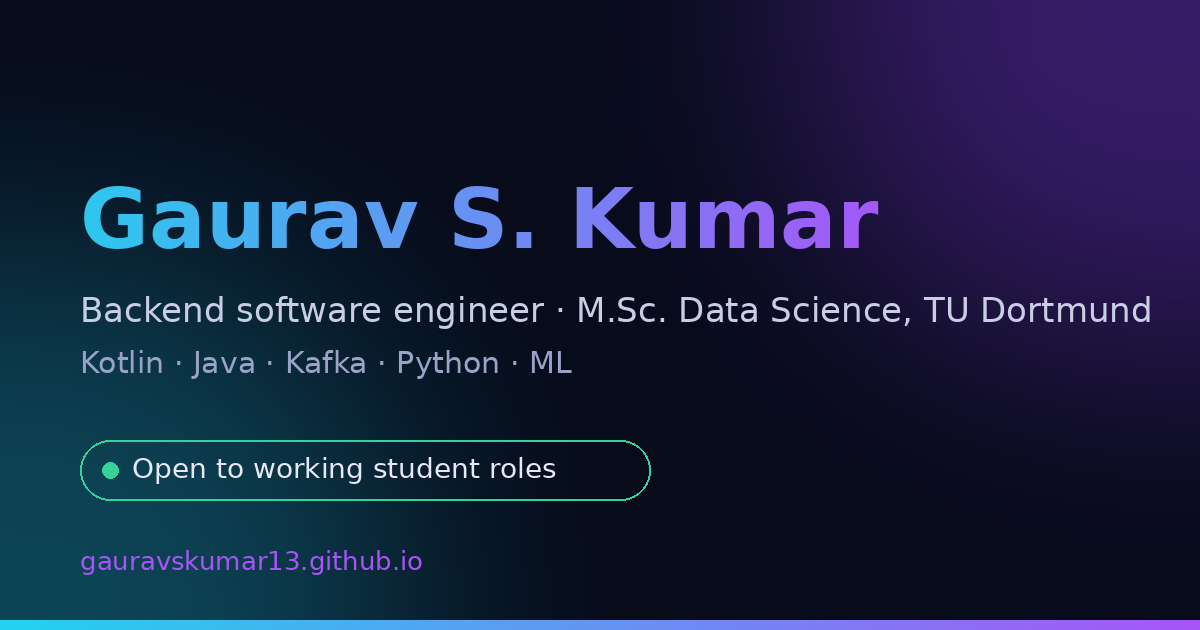 Gaurav S. Kumar
Backend software engineer · M.Sc. Data Science, TU Dortmund
Kotlin · Java · Kafka · Python · ML
Open to working student roles
gauravskumar13.github.io